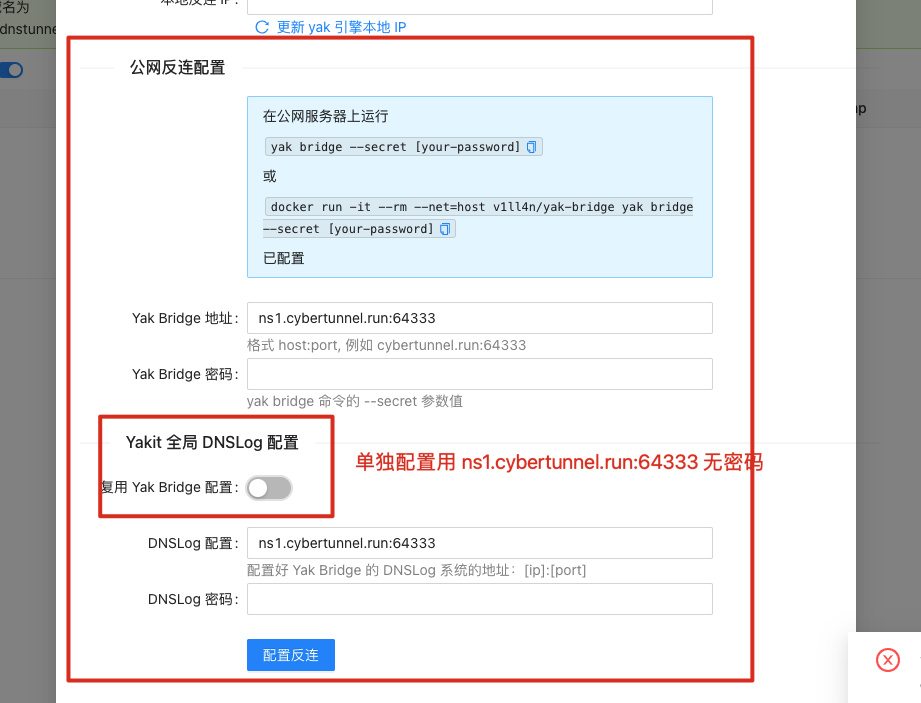 或名为
本地反连 IP:
dnstunne
更新 yak 引擎本地 IP
公网反连配置
在公网服务器上运行
yak bridge --secret [your-password]
或
docker run -it --rm --net=host v1ll4n/yak-bridge yak bridge
--secret [your-password]
已配置
Yak Bridge 地址:
ns1.cybertunnel.run:64333
格式 host:port, 例如 cybertunnel.run:64333
Yak Bridge 密码:
yak bridge 命令的 --secret 参数值
Yakit 全局 DNSLog 配置
单独配置用 ns1.cybertunnel.run:64333 无密码
复用 Yak Bridge 配置:
DNSLog 配置:
ns1.cybertunnel.run:64333
配置好 Yak Bridge 的 DNSLog 系统的地址：[ip]:[port]
DNSLog 密码:
配置反连